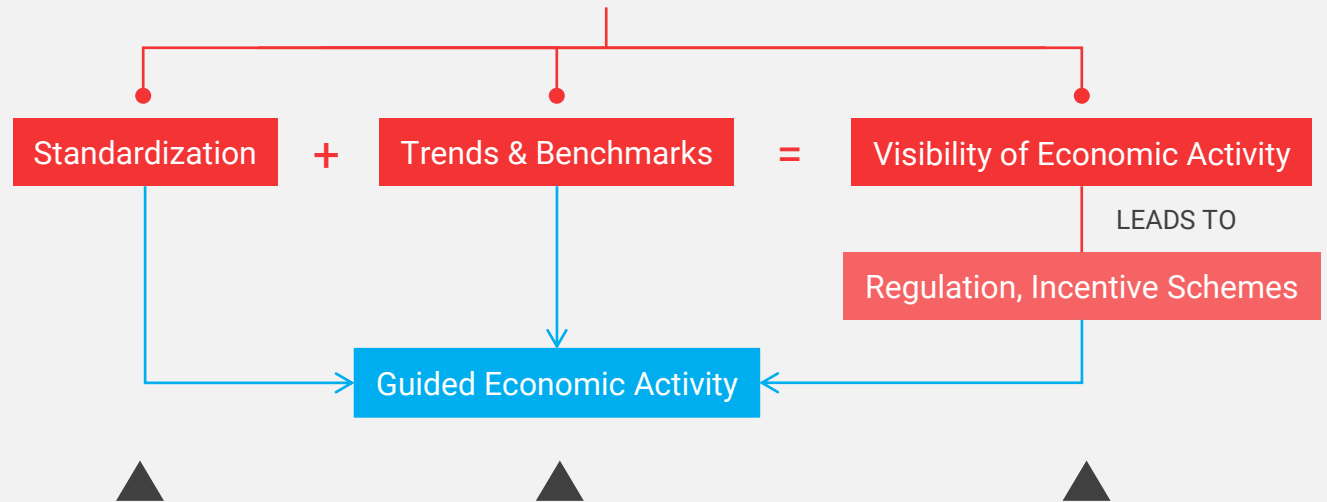 Standardization + Trends & Benchmarks = Visibility of Economic Activity
LEADS TO
Regulation, Incentive Schemes
Guided Economic Activity